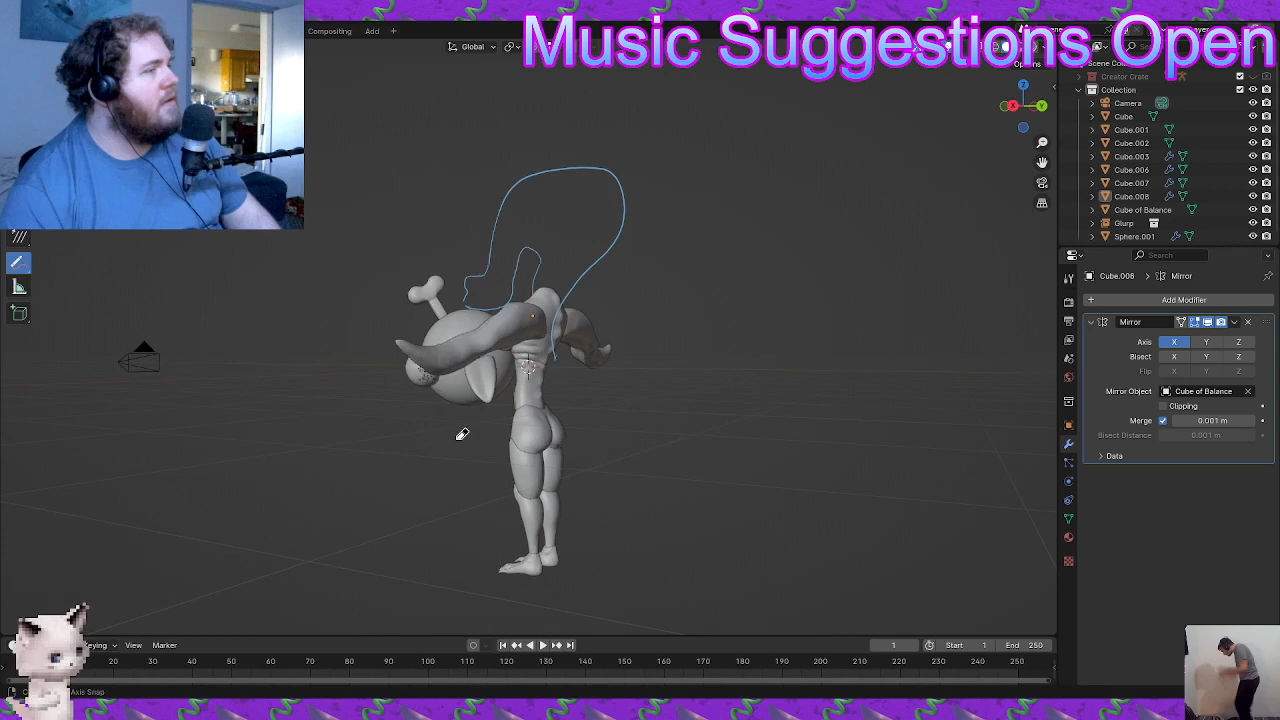 Music Suggestions Open
Compositing Add +
Global
Options
Scene
Creator Crate
Collection
Camera
Cube
Cube.001
Cube.002
Cube.003
Cube.006
Cube.007
Cube.008
Cube of Balance
Glurp
Sphere.001
Search
Cube.008 > Mirror
+ Add Modifier
Mirror
Axis X Y Z
Bisect X Y Z
Flip X Y Z
Mirror Object Cube of Balance
Clipping
Merge 0.001 m
Bisect Distance 0.001 m
Data
View Marker
1 Start 1 End 250
20 30 40 50 60 70 80 90 100 110 120 130 140 150 160 170 180 190 200 210 220 230 240 250
Axis Snap